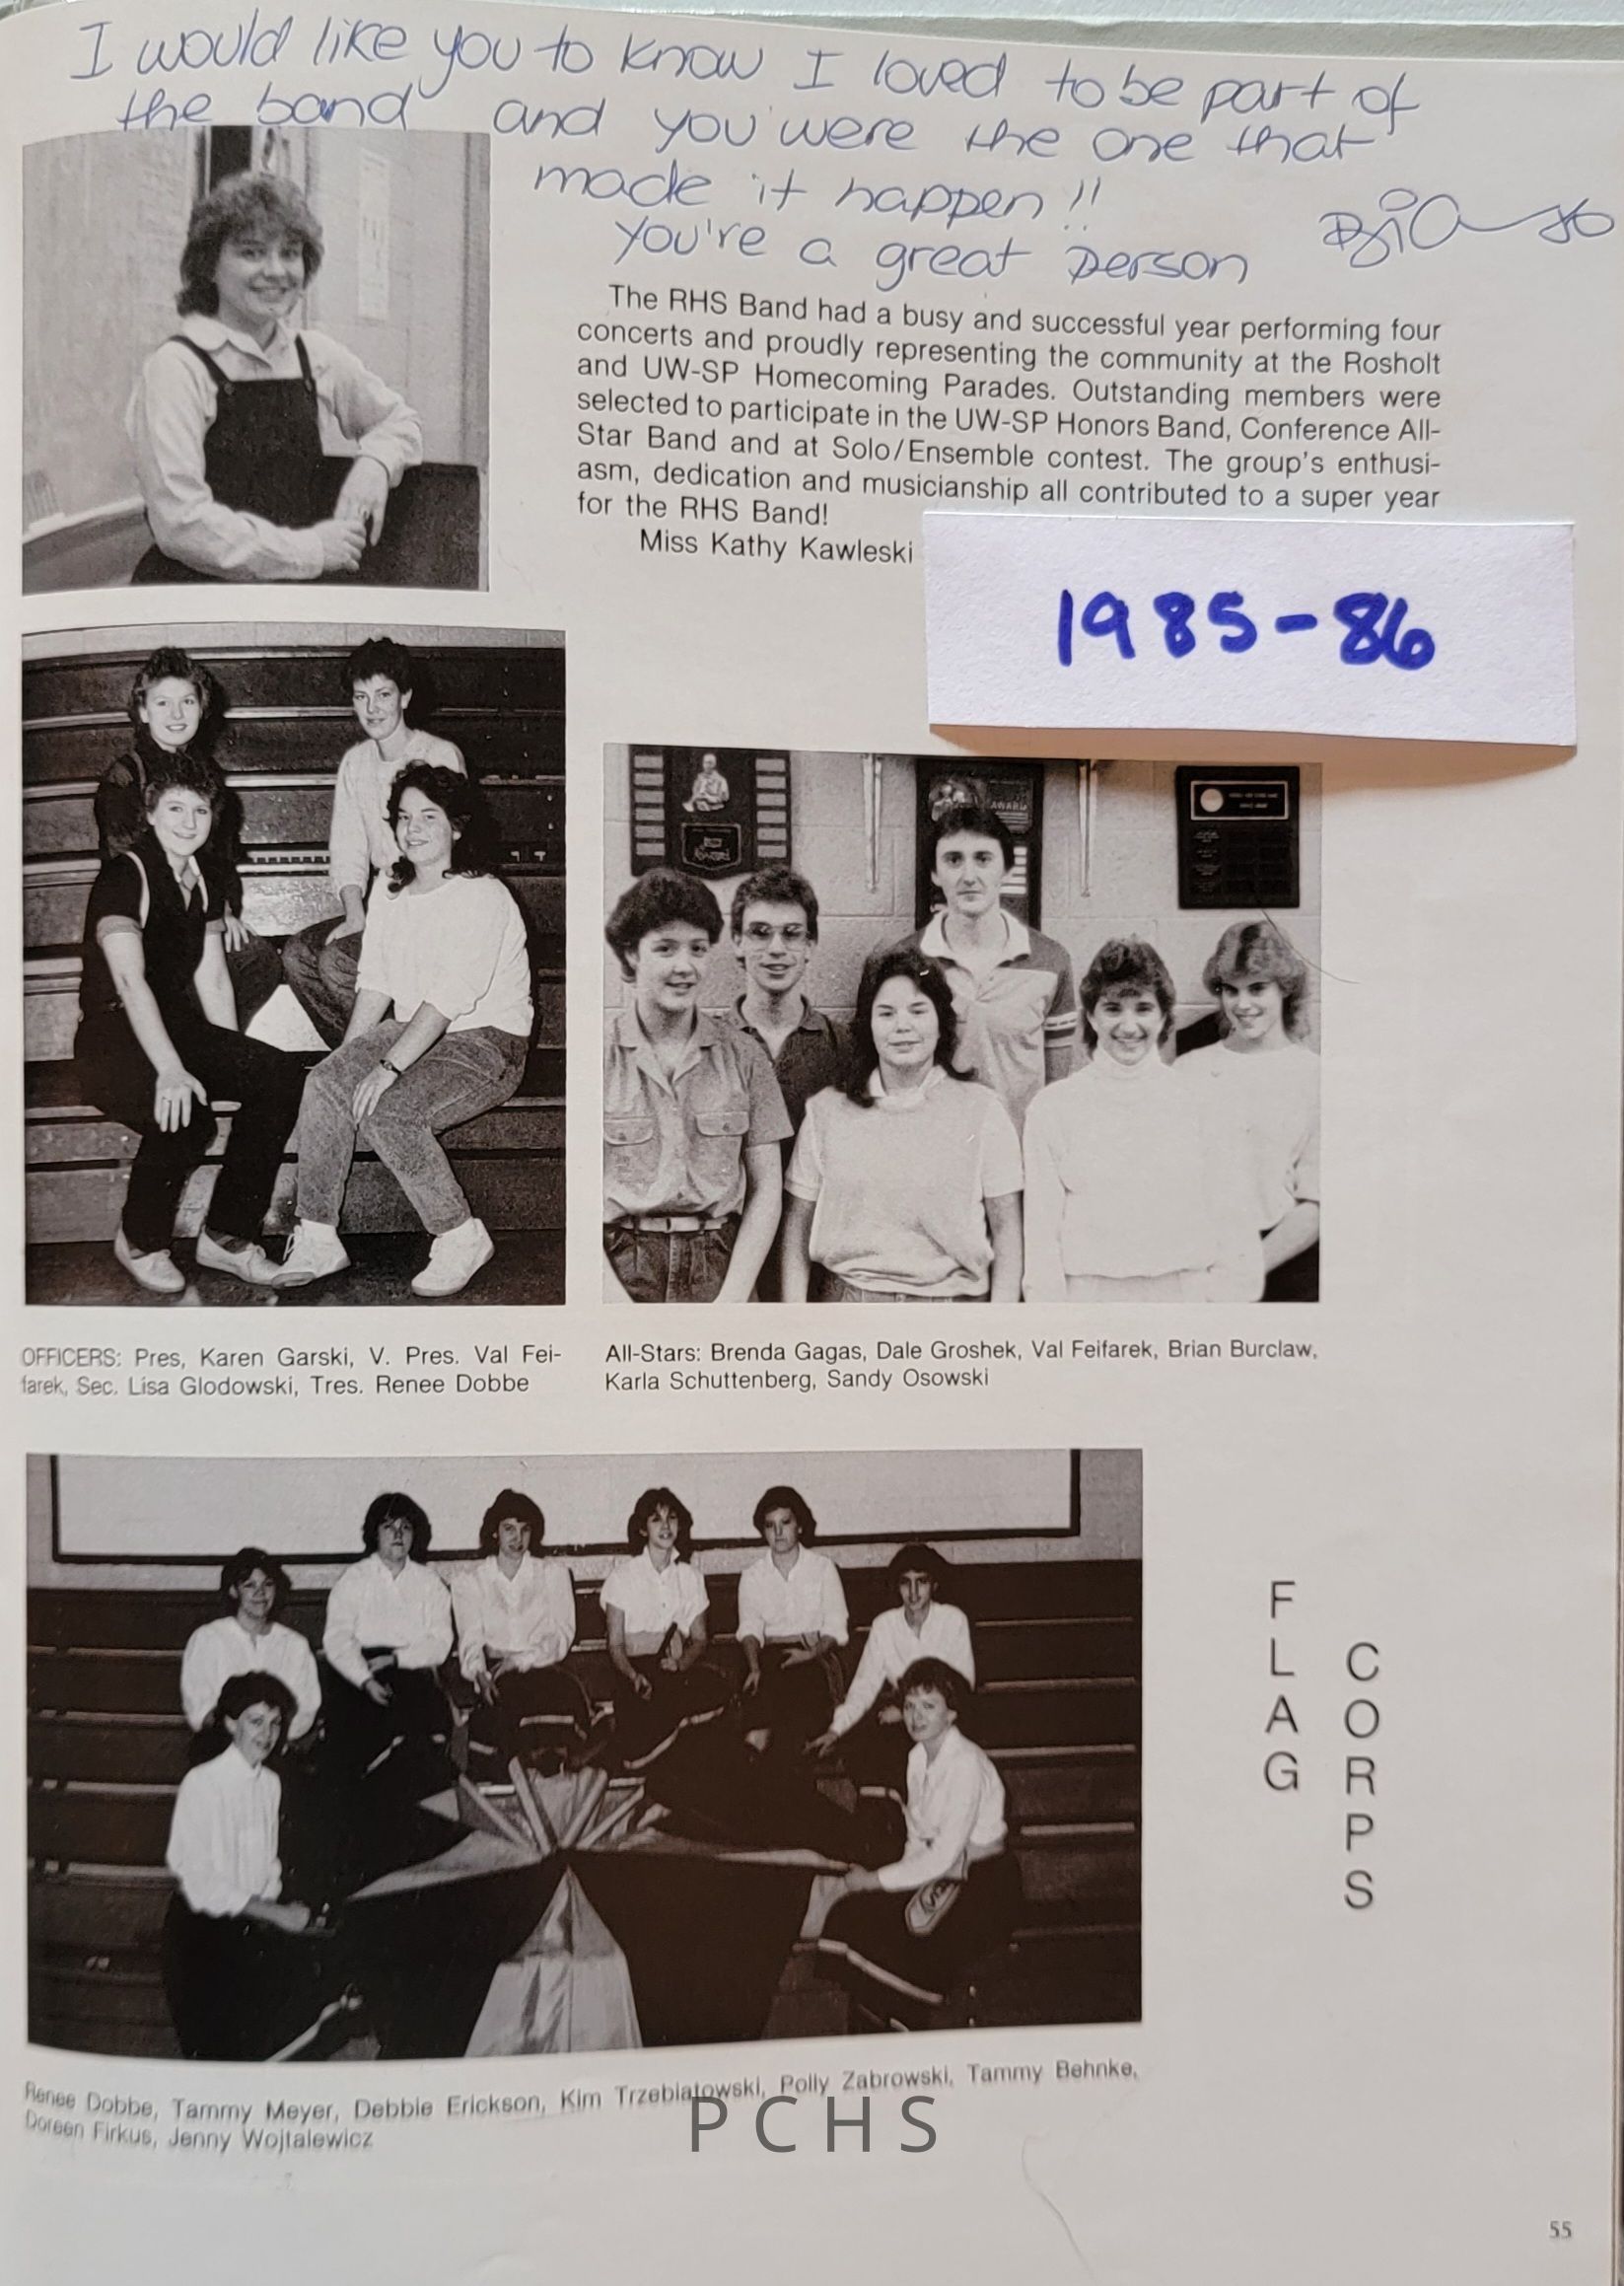 I would like you to know I loved to be part of
the band and you were the one that
made it happen!!
You're a great person
The RHS Band had a busy and successful year performing four
concerts and proudly representing the community at the Rosholt
and UW-SP Homecoming Parades. Outstanding members were
selected to participate in the UW-SP Honors Band, Conference All-
Star Band and at Solo/Ensemble contest. The group's enthusi-
asm, dedication and musicianship all contributed to a super year
for the RHS Band!
Miss Kathy Kawleski
1985-86
AWARD
OFFICERS: Pres, Karen Garski, V. Pres. Val Fei-
farek, Sec. Lisa Glodowski, Tres. Renee Dobbe
All-Stars: Brenda Gagas, Dale Groshek, Val Feifarek, Brian Burclaw,
Karla Schuttenberg, Sandy Osowski
FLAG
CORPS
Renee Dobbe, Tammy Meyer, Debbie Erickson, Kim Trzebiatowski, Polly Zabrowski, Tammy Behnke,
Doreen Firkus, Jenny Wojtalewicz
PCHS
55